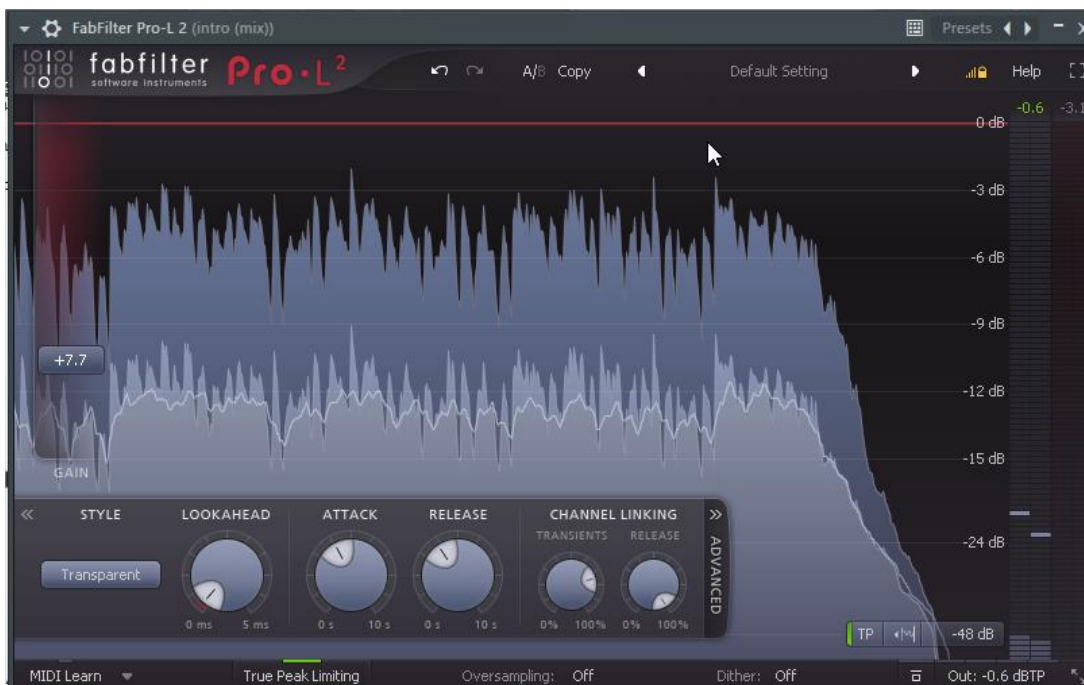 FabFilter Pro-L 2 (intro (mix)) Presets
fabfilter Pro·L²
software instruments
A/B Copy Default Setting Help
-0.6 -3.1
0 dB
-3 dB
-6 dB
-9 dB
+7.7
-12 dB
-15 dB
GAIN
STYLE LOOKAHEAD ATTACK RELEASE CHANNEL LINKING
TRANSIENTS RELEASE
-24 dB
Transparent
ADVANCED
0 ms 5 ms 0 s 10 s 0 s 10 s 0% 100% 0% 100%
TP -48 dB
MIDI Learn True Peak Limiting Oversampling: Off Dither: Off Out: -0.6 dBTP